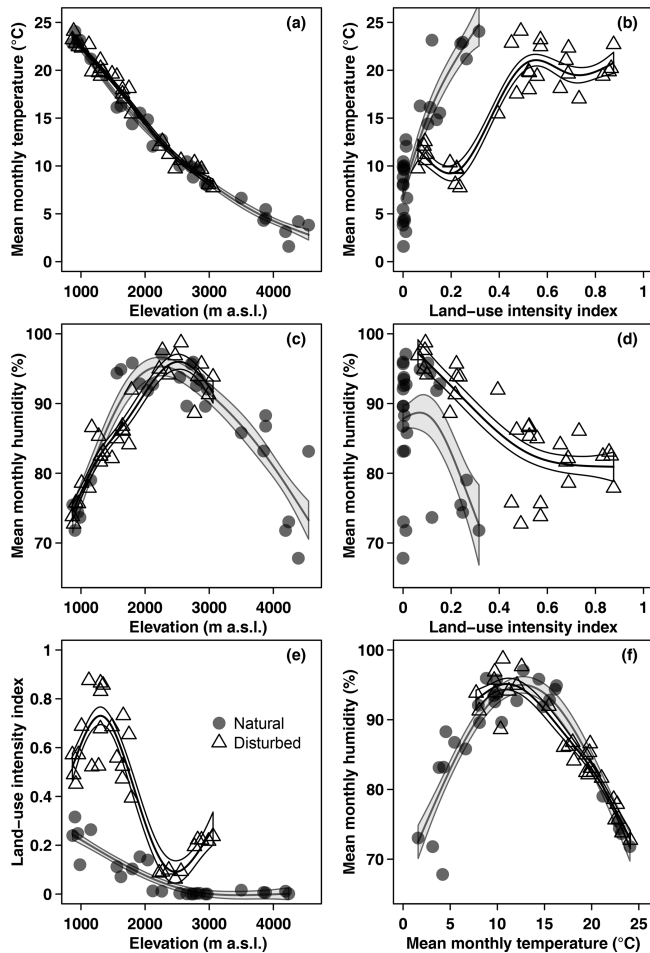 (a)
Mean monthly temperature (°C)
25
20
15
10
5
0
1000 2000 3000 4000
Elevation (m a.s.l.)
(b)
Mean monthly temperature (°C)
25
20
15
10
5
0
0 0.2 0.4 0.6 0.8 1
Land−use intensity index
(c)
Mean monthly humidity (%)
100
90
80
70
1000 2000 3000 4000
Elevation (m a.s.l.)
(d)
Mean monthly humidity (%)
100
90
80
70
0 0.2 0.4 0.6 0.8 1
Land−use intensity index
(e)
Land−use intensity index
1
0.8
0.6
0.4
0.2
0
Natural
Disturbed
1000 2000 3000 4000
Elevation (m a.s.l.)
(f)
Mean monthly humidity (%)
100
90
80
70
0 5 10 15 20 25
Mean monthly temperature (°C)